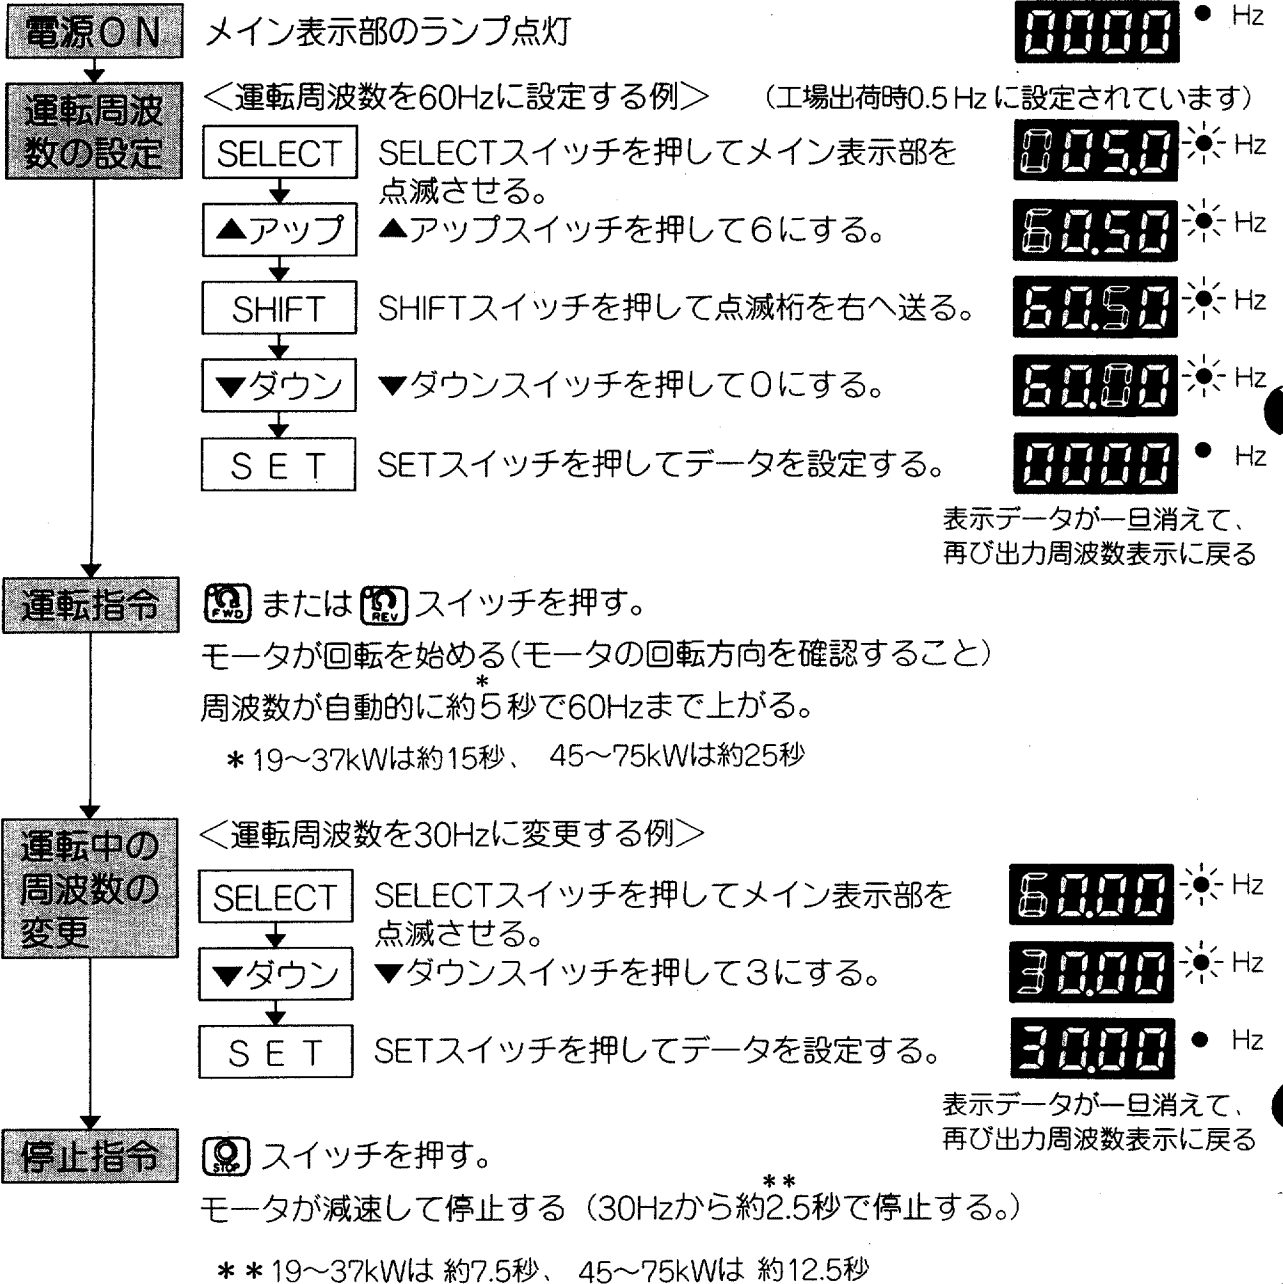 電源ON メイン表示部のランプ点灯 0000 ● Hz
運転周波
数の設定
<運転周波数を60Hzに設定する例> (工場出荷時0.5Hzに設定されています)
SELECT SELECTスイッチを押してメイン表示部を
点滅させる。
005.0 Hz
▲アップ ▲アップスイッチを押して6にする。 60.50 Hz
SHIFT SHIFTスイッチを押して点滅桁を右へ送る。 60.50 Hz
▼ダウン ▼ダウンスイッチを押して0にする。 60.00 Hz
SET SETスイッチを押してデータを設定する。 0000 ● Hz
表示データが一旦消えて、
再び出力周波数表示に戻る
運転指令 FWD または REV スイッチを押す。
モータが回転を始める(モータの回転方向を確認すること)
周波数が自動的に約5*秒で60Hzまで上がる。
*19~37kWは約15秒、 45~75kWは約25秒
運転中の
周波数の
変更
<運転周波数を30Hzに変更する例>
SELECT SELECTスイッチを押してメイン表示部を
点滅させる。
60.00 Hz
▼ダウン ▼ダウンスイッチを押して3にする。 30.00 Hz
SET SETスイッチを押してデータを設定する。 30.00 ● Hz
表示データが一旦消えて、
再び出力周波数表示に戻る
停止指令 STOP スイッチを押す。
モータが減速して停止する (30Hzから約2.5**秒で停止する。)
**19~37kWは 約7.5秒、 45~75kWは 約12.5秒